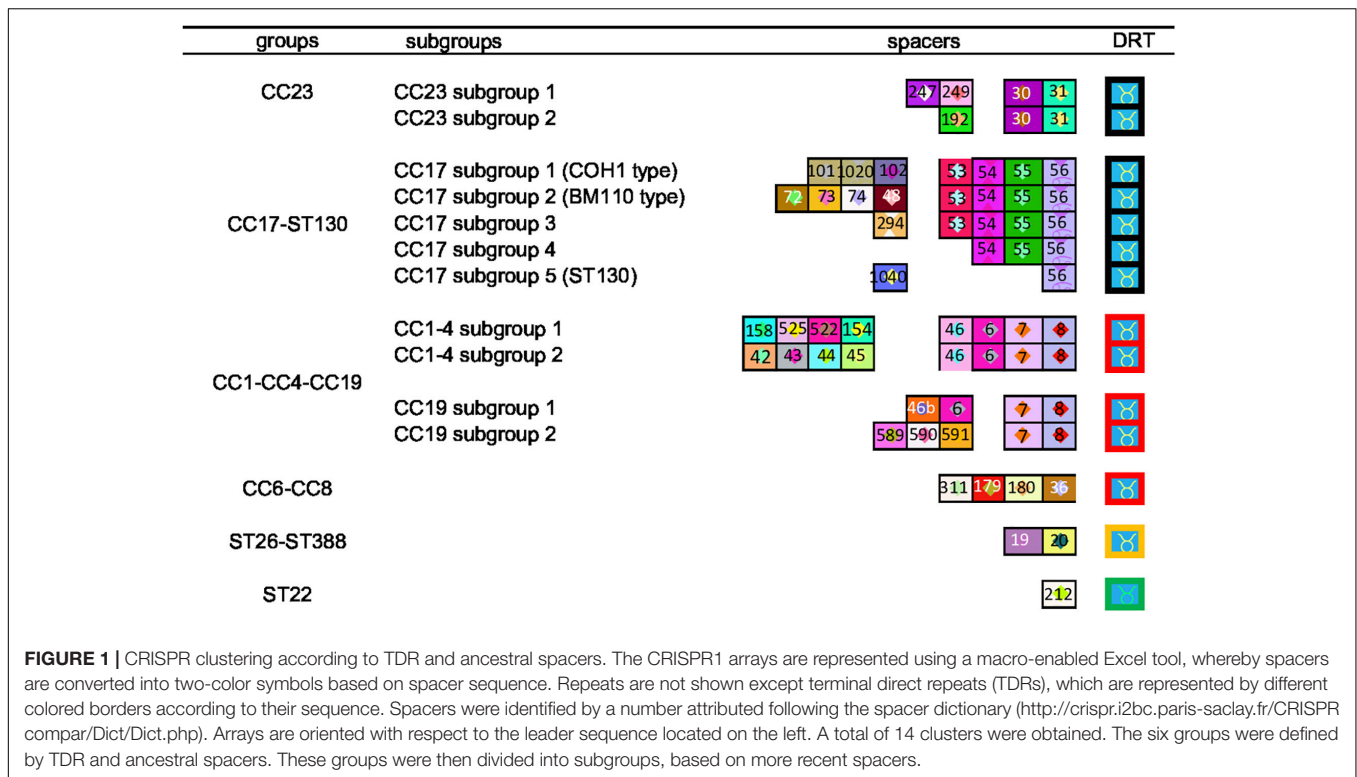 groups subgroups spacers DRT
CC23 CC23 subgroup 1 247 249 30 31
CC23 subgroup 2 192 30 31
CC17-ST130 CC17 subgroup 1 (COH1 type) 101 1020 102 53 54 55 56
CC17 subgroup 2 (BM110 type) 72 73 74 48 53 54 55 56
CC17 subgroup 3 294 53 54 55 56
CC17 subgroup 4 54 55 56
CC17 subgroup 5 (ST130) 1040 56
CC1-CC4-CC19 CC1-4 subgroup 1 158 525 522 154 46 6 7 8
CC1-4 subgroup 2 42 43 44 45 46 6 7 8
CC19 subgroup 1 46b 6 7 8
CC19 subgroup 2 589 590 591 7 8
CC6-CC8 311 179 180 36
ST26-ST388 19 20
ST22 212
FIGURE 1 | CRISPR clustering according to TDR and ancestral spacers. The CRISPR1 arrays are represented using a macro-enabled Excel tool, whereby spacers
are converted into two-color symbols based on spacer sequence. Repeats are not shown except terminal direct repeats (TDRs), which are represented by different
colored borders according to their sequence. Spacers were identified by a number attributed following the spacer dictionary (http://crispr.i2bc.paris-saclay.fr/CRISPR
compar/Dict/Dict.php). Arrays are oriented with respect to the leader sequence located on the left. A total of 14 clusters were obtained. The six groups were defined
by TDR and ancestral spacers. These groups were then divided into subgroups, based on more recent spacers.